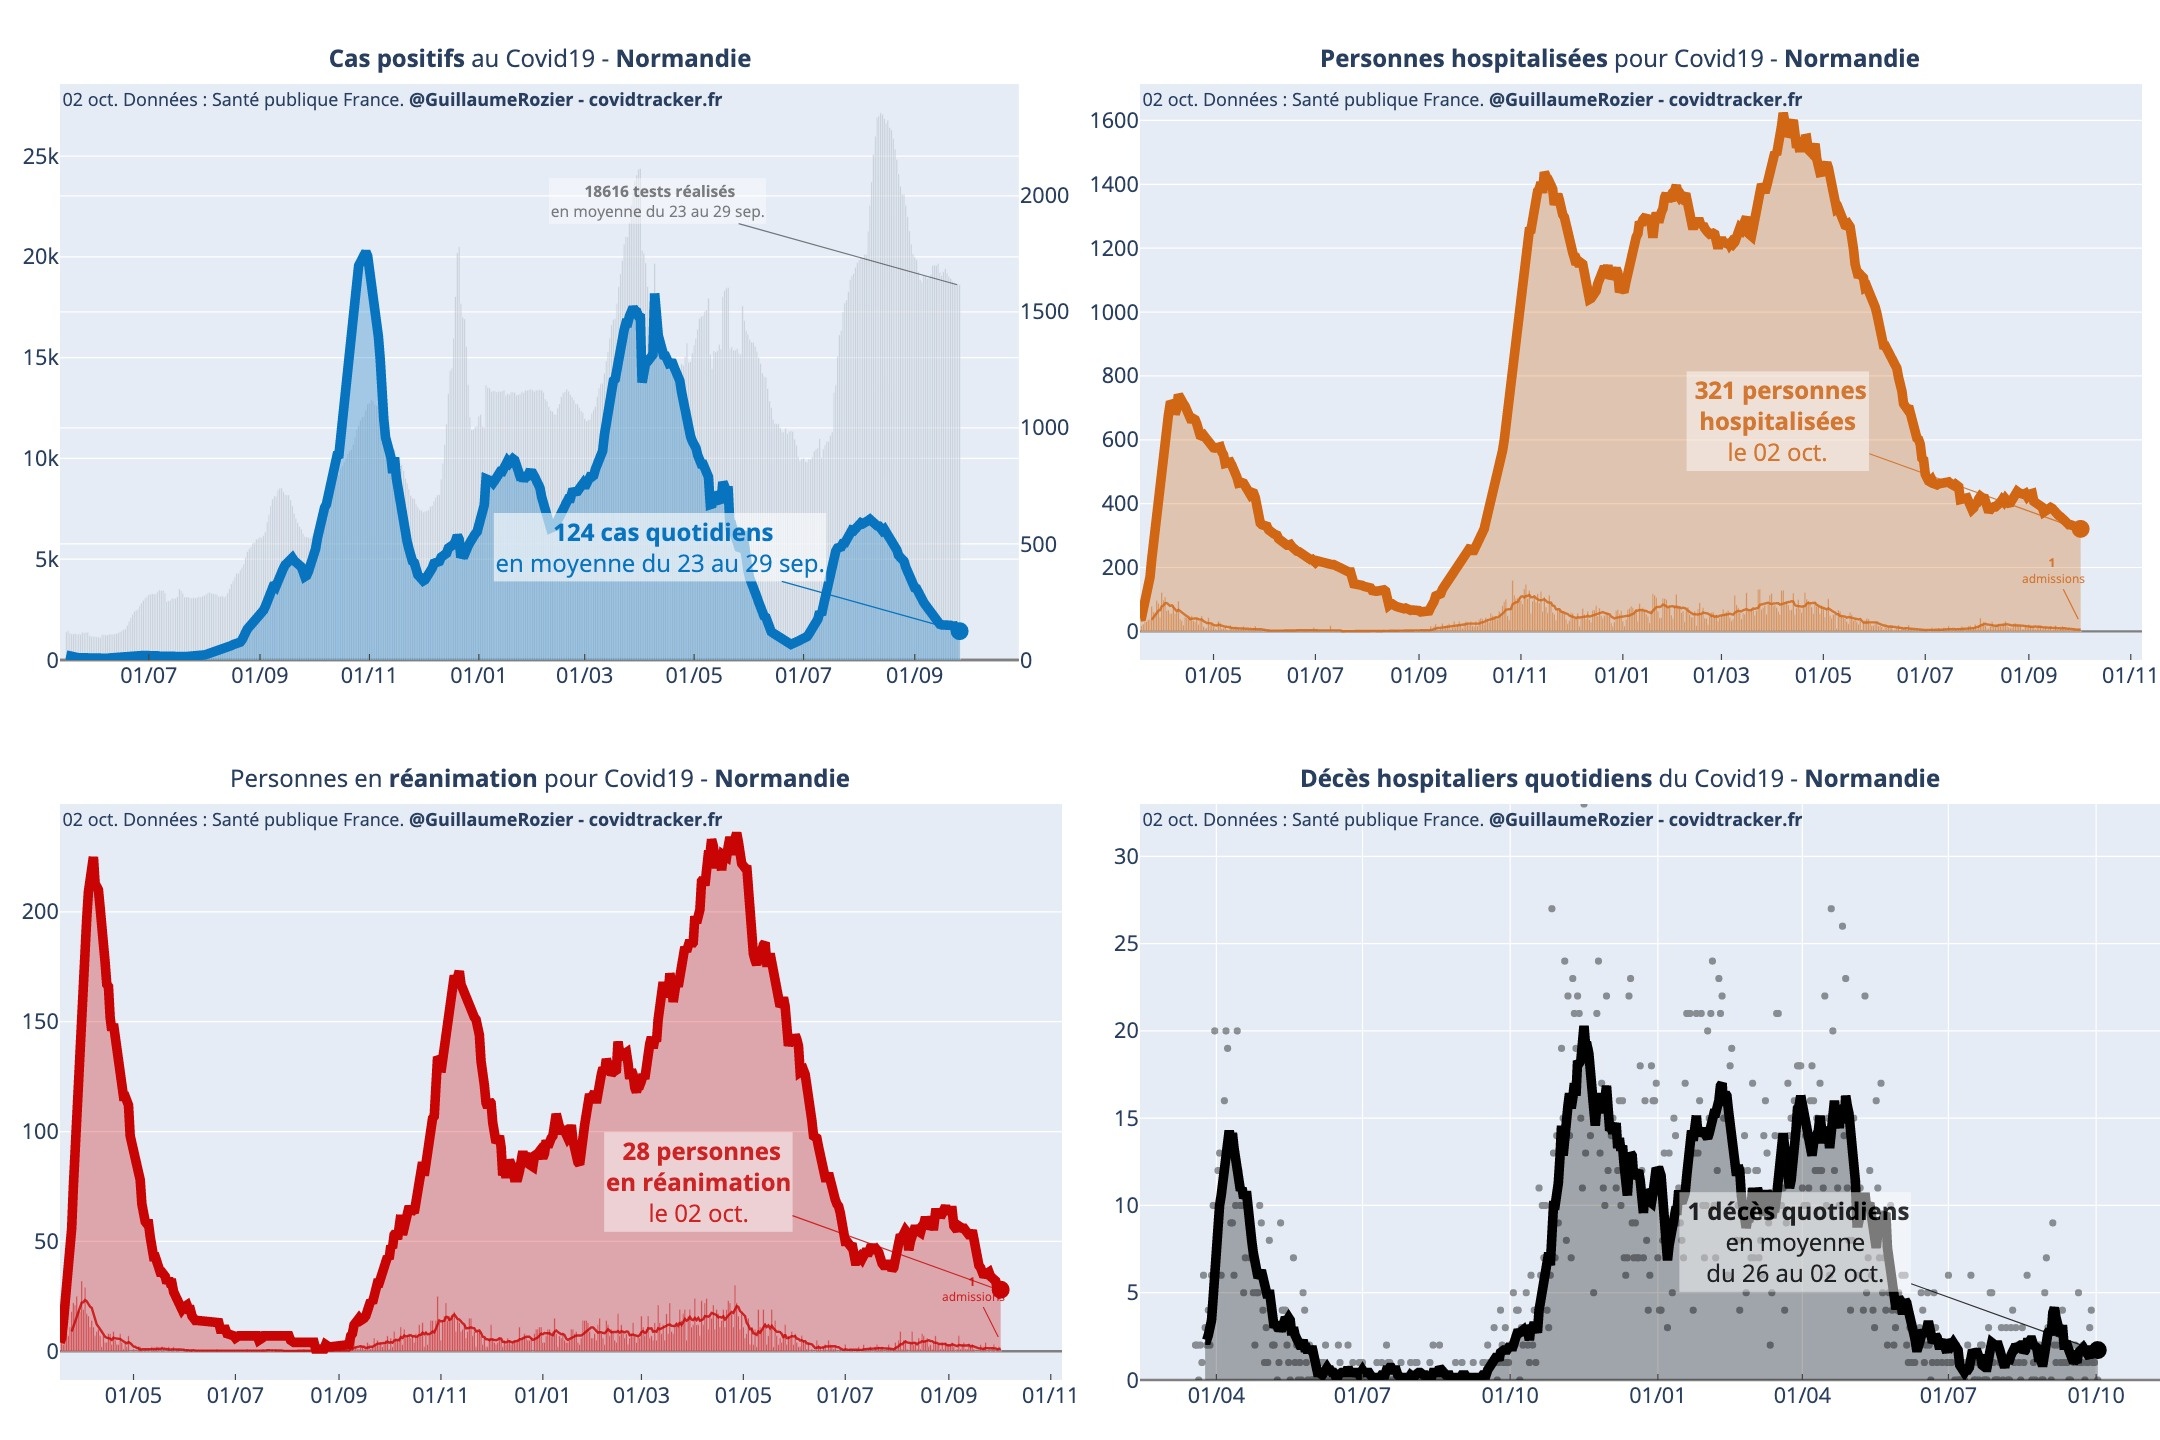 Cas positifs au Covid19 - Normandie
02 oct. Données : Santé publique France. @GuillaumeRozier - covidtracker.fr
25k
20k
15k
10k
5k
0
2000
1500
1000
500
0
18616 tests réalisés
en moyenne du 23 au 29 sep.
124 cas quotidiens
en moyenne du 23 au 29 sep.
01/07 01/09 01/11 01/01 01/03 01/05 01/07 01/09
Personnes hospitalisées pour Covid19 - Normandie
02 oct. Données : Santé publique France. @GuillaumeRozier - covidtracker.fr
1600
1400
1200
1000
800
600
400
200
0
321 personnes
hospitalisées
le 02 oct.
1
admissions
01/05 01/07 01/09 01/11 01/01 01/03 01/05 01/07 01/09 01/11
Personnes en réanimation pour Covid19 - Normandie
02 oct. Données : Santé publique France. @GuillaumeRozier - covidtracker.fr
200
150
100
50
0
28 personnes
en réanimation
le 02 oct.
1
admissions
01/05 01/07 01/09 01/11 01/01 01/03 01/05 01/07 01/09 01/11
Décès hospitaliers quotidiens du Covid19 - Normandie
02 oct. Données : Santé publique France. @GuillaumeRozier - covidtracker.fr
30
25
20
15
10
5
0
1 décès quotidiens
en moyenne
du 26 au 02 oct.
01/04 01/07 01/10 01/01 01/04 01/07 01/10